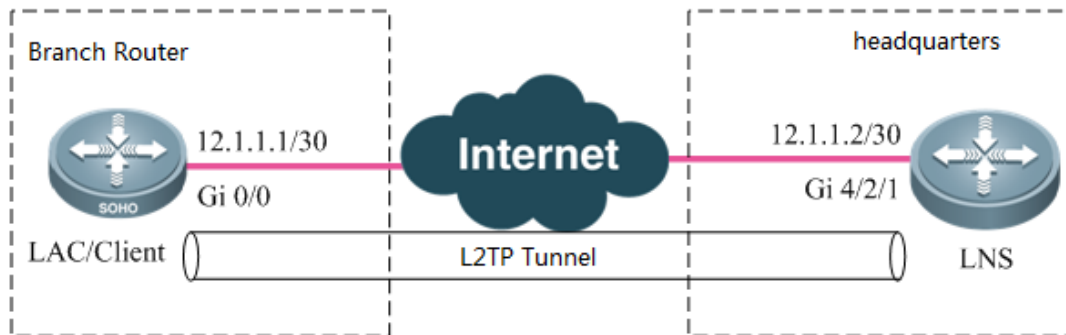 Branch Router
headquarters
12.1.1.1/30
Gi 0/0
SOHO
LAC/Client
Internet
12.1.1.2/30
Gi 4/2/1
LNS
L2TP Tunnel